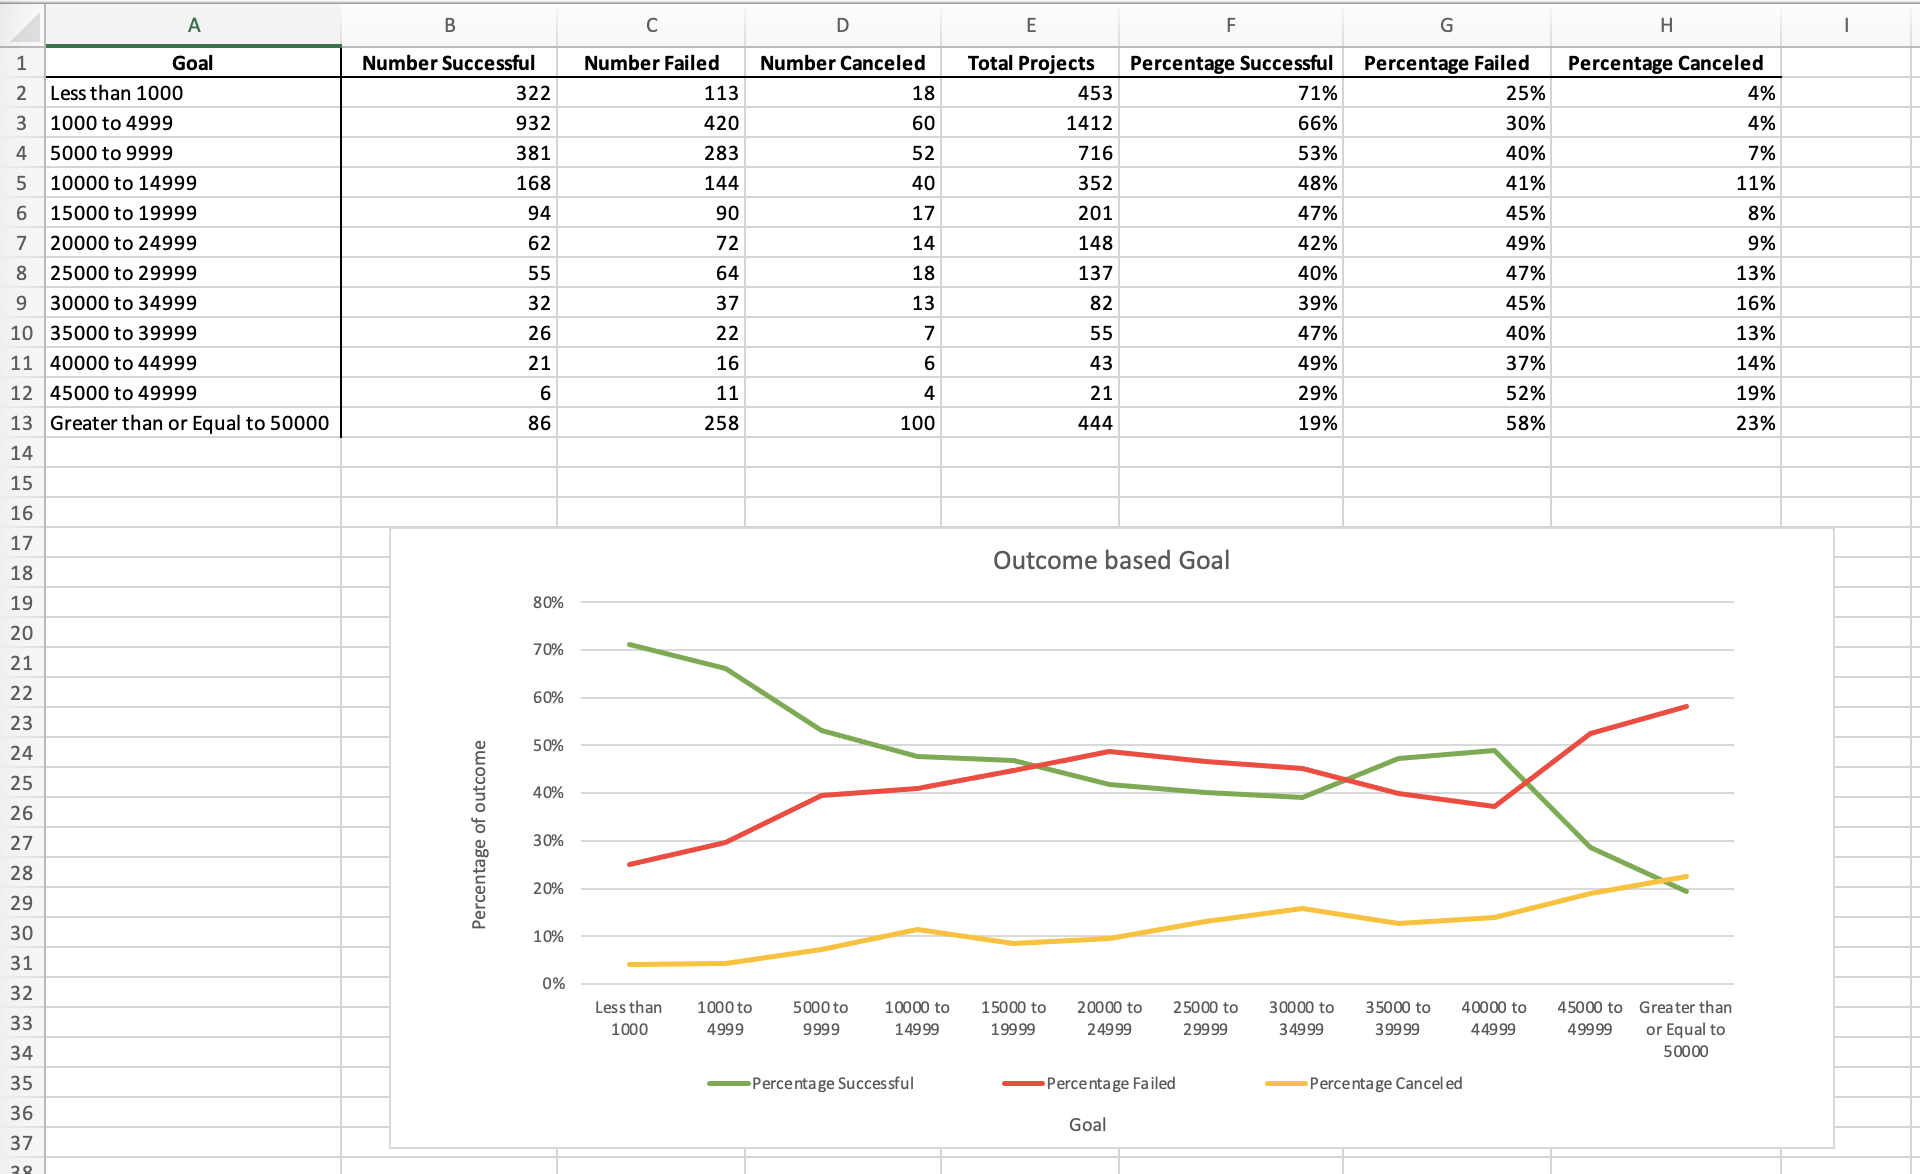 A B C D E F G H I
1 Goal Number Successful Number Failed Number Canceled Total Projects Percentage Successful Percentage Failed Percentage Canceled
2 Less than 1000 322 113 18 453 71% 25% 4%
3 1000 to 4999 932 420 60 1412 66% 30% 4%
4 5000 to 9999 381 283 52 716 53% 40% 7%
5 10000 to 14999 168 144 40 352 48% 41% 11%
6 15000 to 19999 94 90 17 201 47% 45% 8%
7 20000 to 24999 62 72 14 148 42% 49% 9%
8 25000 to 29999 55 64 18 137 40% 47% 13%
9 30000 to 34999 32 37 13 82 39% 45% 16%
10 35000 to 39999 26 22 7 55 47% 40% 13%
11 40000 to 44999 21 16 6 43 49% 37% 14%
12 45000 to 49999 6 11 4 21 29% 52% 19%
13 Greater than or Equal to 50000 86 258 100 444 19% 58% 23%
14
15
16
17
18
19
20
21
22
23
24
25
26
27
28
29
30
31
32
33
34
35
36
37
38
Outcome based Goal
80%
70%
60%
50%
40%
30%
20%
10%
0%
Percentage of outcome
Less than 1000 to 5000 to 10000 to 15000 to 20000 to 25000 to 30000 to 35000 to 40000 to 45000 to Greater than
1000 4999 9999 14999 19999 24999 29999 34999 39999 44999 49999 or Equal to
50000
Percentage Successful Percentage Failed Percentage Canceled
Goal